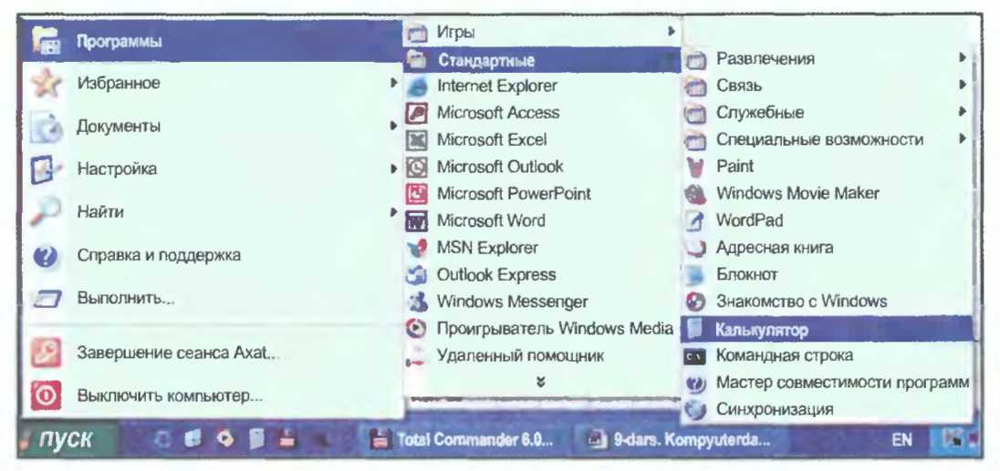 Программы
Избранное
Документы
Настройка
Найти
Справка и поддержка
Выполнить...
Завершение сеанса Axat...
Выключить компьютер...
Игры
Стандартные
Internet Explorer
Microsoft Access
Microsoft Excel
Microsoft Outlook
Microsoft PowerPoint
Microsoft Word
MSN Explorer
Outlook Express
Windows Messenger
Проигрыватель Windows Media
Удаленный помощник
Развлечения
Связь
Служебные
Специальные возможности
Paint
Windows Movie Maker
WordPad
Адресная книга
Блокнот
Знакомство с Windows
Калькулятор
Командная строка
Мастер совместимости программ
Синхронизация
пуск
Total Commander 6.0...
9-dars. Kompyuterda...
EN